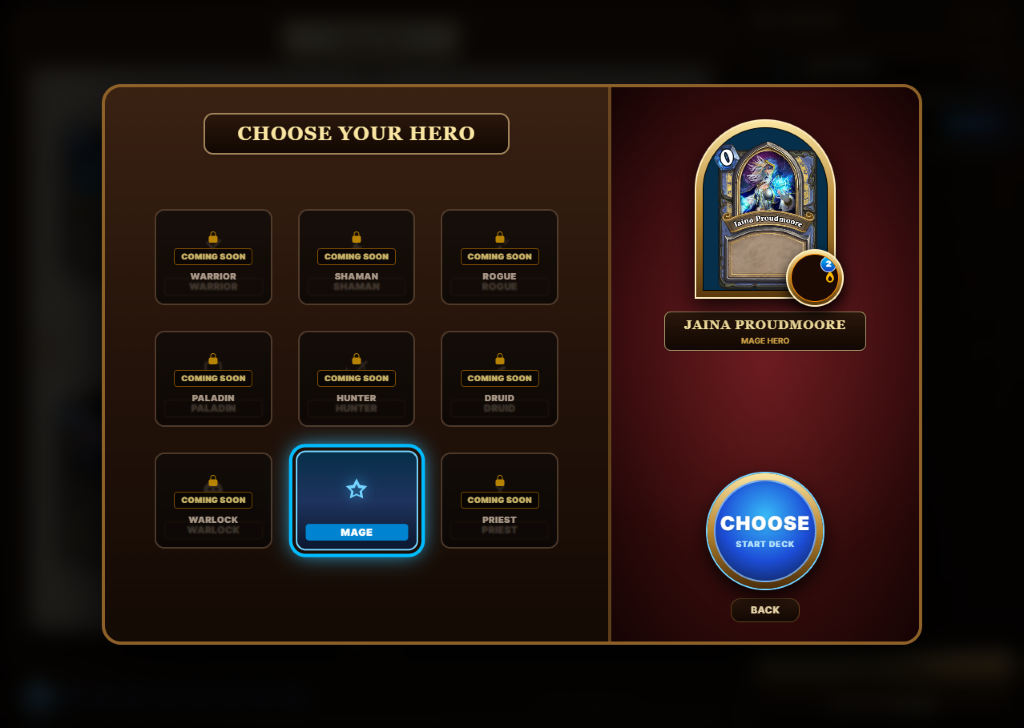 CHOOSE YOUR HERO
COMING SOON
WARRIOR
WARRIOR
COMING SOON
SHAMAN
SHAMAN
COMING SOON
ROGUE
ROGUE
COMING SOON
PALADIN
PALADIN
COMING SOON
HUNTER
HUNTER
COMING SOON
DRUID
DRUID
COMING SOON
WARLOCK
WARLOCK
MAGE
COMING SOON
PRIEST
PRIEST
0
Jaina Proudmoore
2
JAINA PROUDMOORE
MAGE HERO
CHOOSE
START DECK
BACK